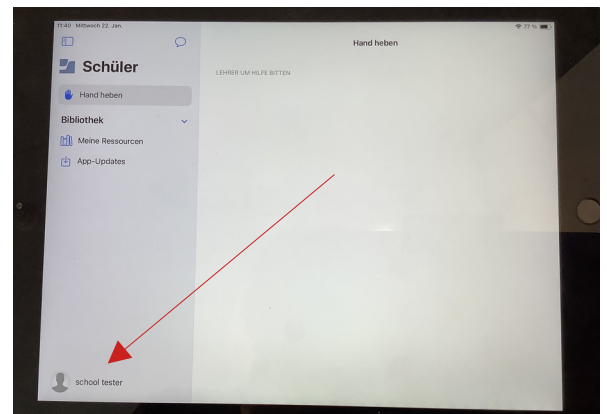 11:40 Mittwoch 22. Jan.
77 %
Hand heben
Schüler
LEHRER UM HILFE BITTEN
Hand heben
Bibliothek
Meine Ressourcen
App-Updates
school tester